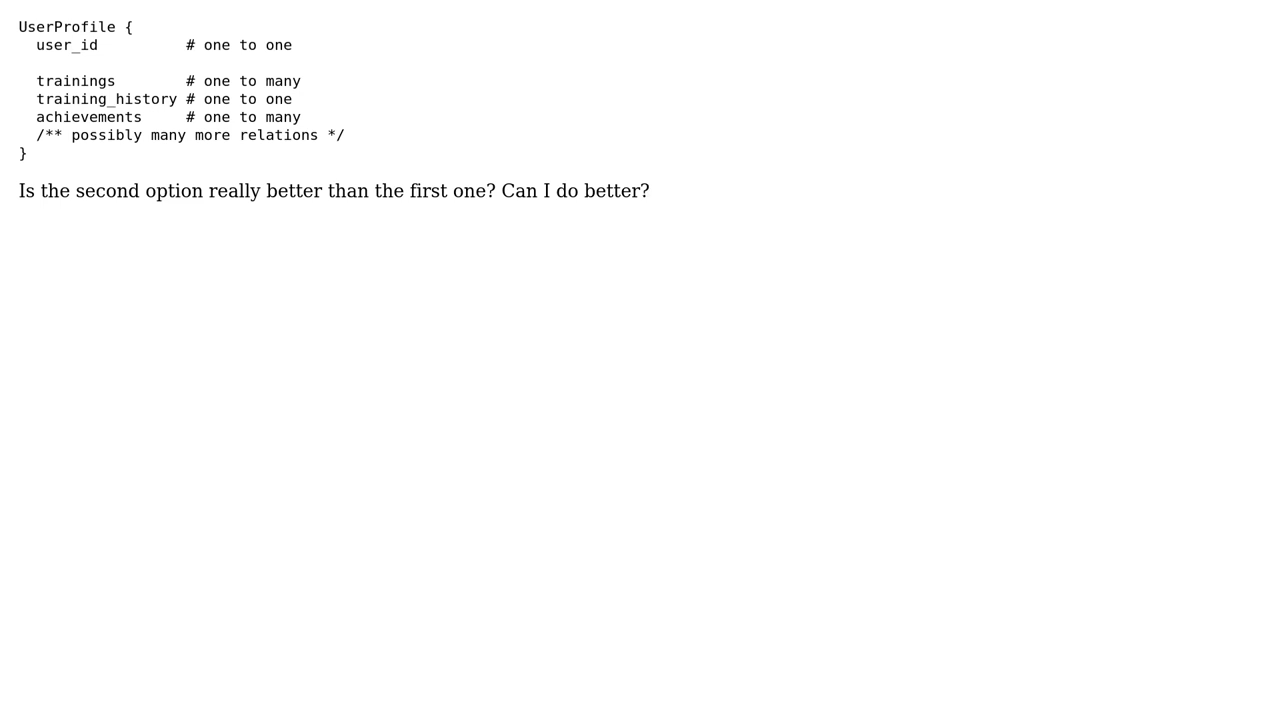 UserProfile {
  user_id          # one to one

  trainings        # one to many
  training_history # one to one
  achievements     # one to many
  /** possibly many more relations */
}
Is the second option really better than the first one? Can I do better?